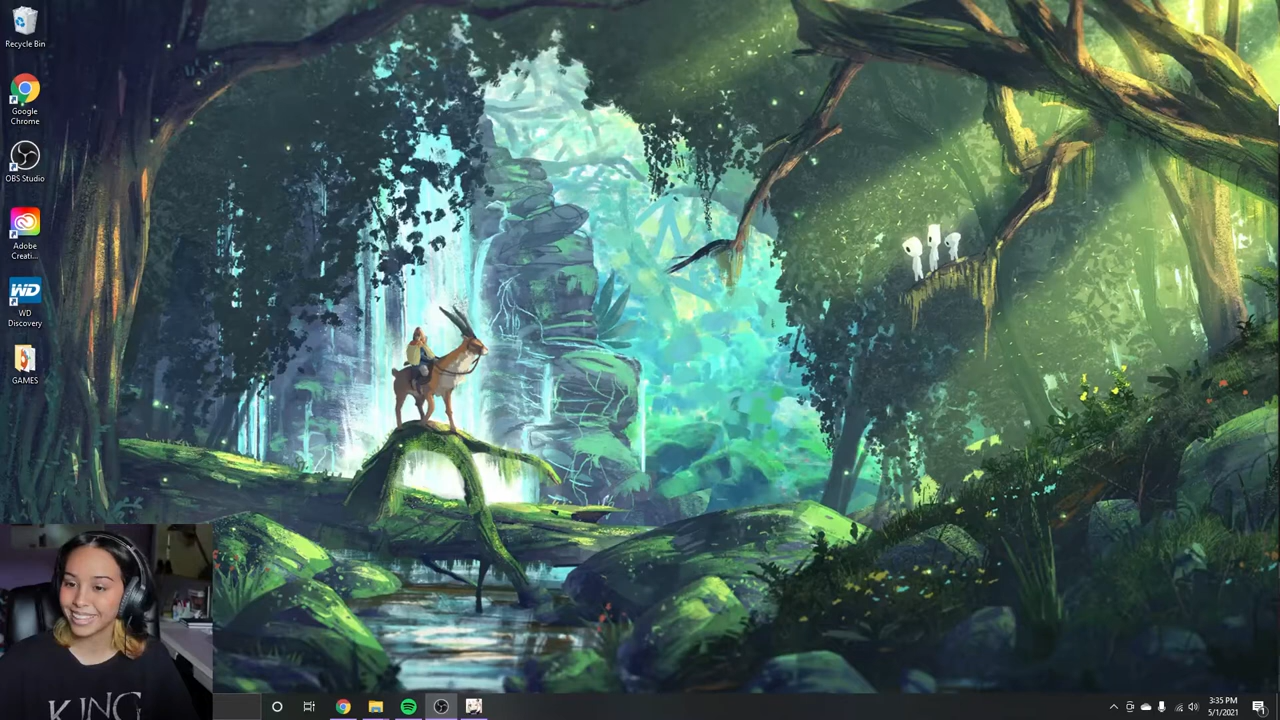 Recycle Bin
Google
Chrome
OBS Studio
Adobe
Creati...
WD
WD
Discovery
GAMES
KING
3:35 PM
5/1/2021
1